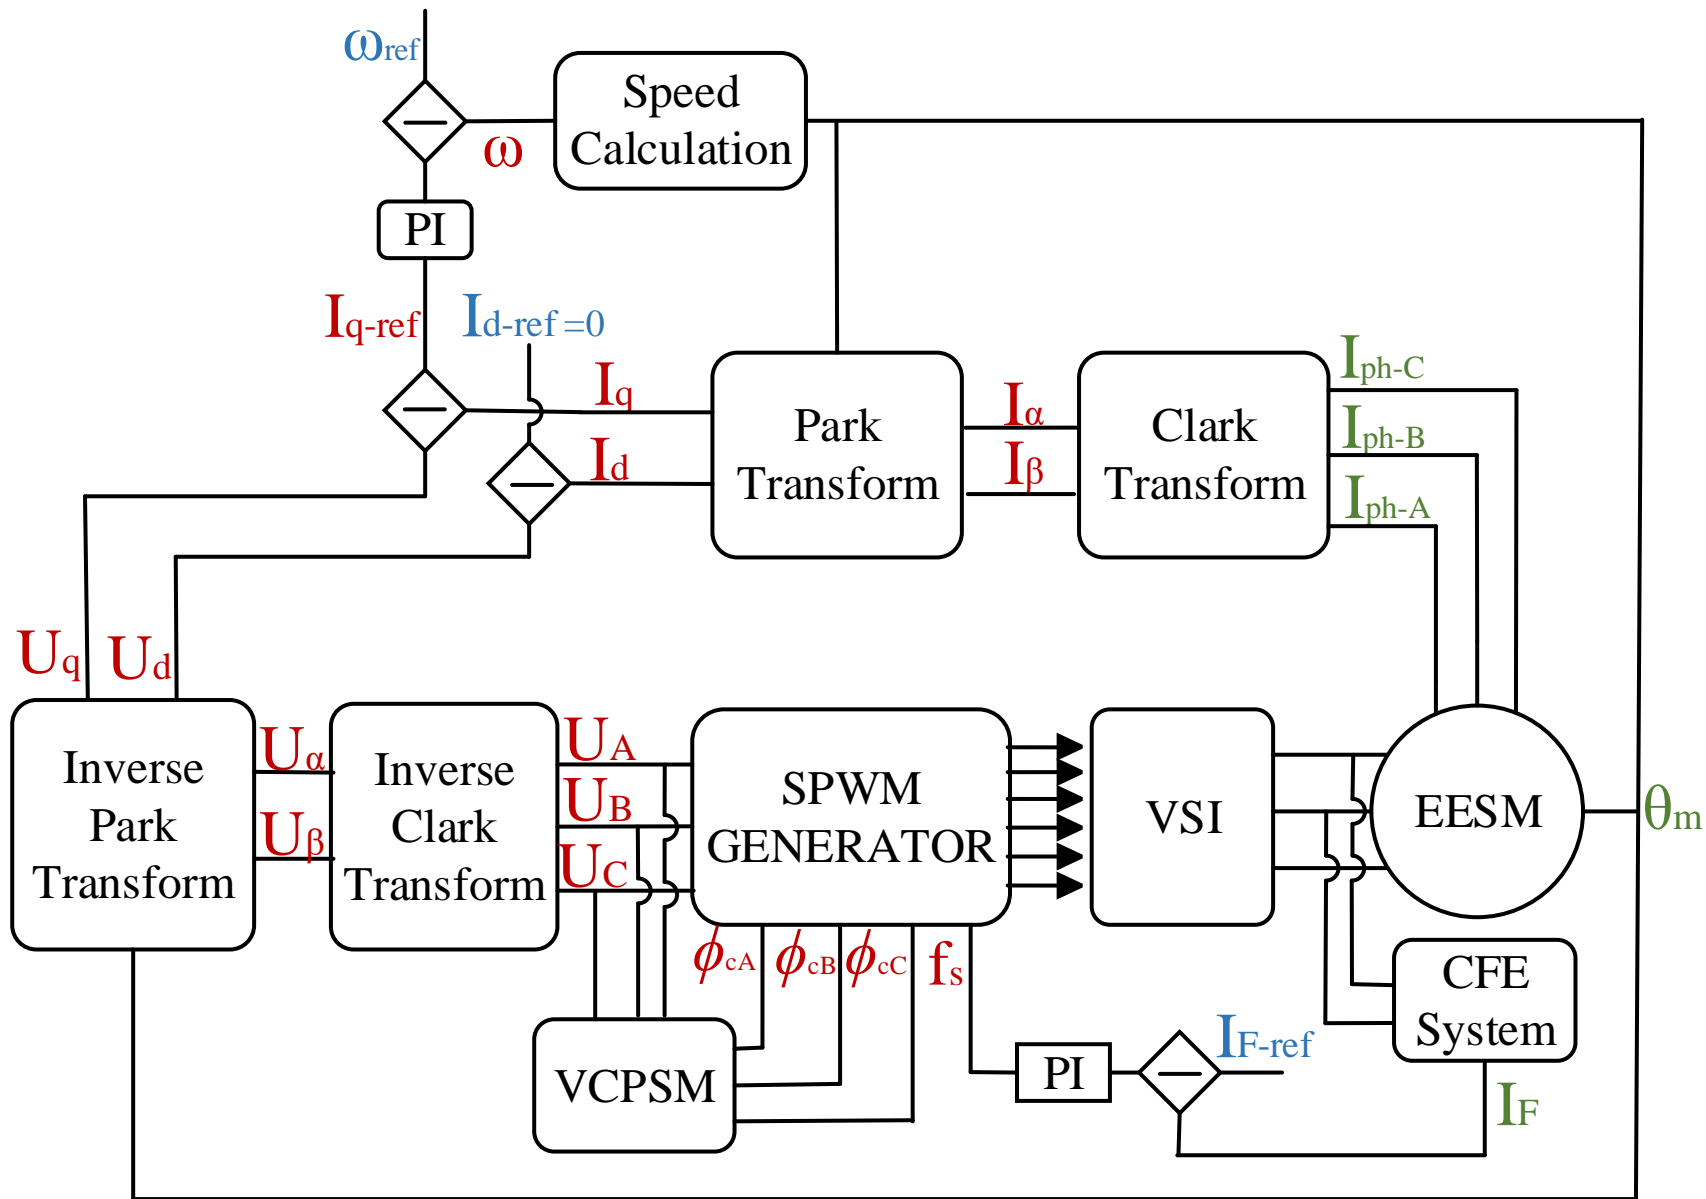 ωref
Speed
Calculation
ω
PI
Iq-ref
Id-ref =0
Iq
Id
Park
Transform
Iα
Iβ
Clark
Transform
Iph-C
Iph-B
Iph-A
Uq
Ud
Inverse
Park
Transform
Uα
Uβ
Inverse
Clark
Transform
UA
UB
UC
SPWM
GENERATOR
VSI
EESM
θm
ϕcA
ϕcB
ϕcC
fs
VCPSM
PI
IF-ref
CFE
System
IF